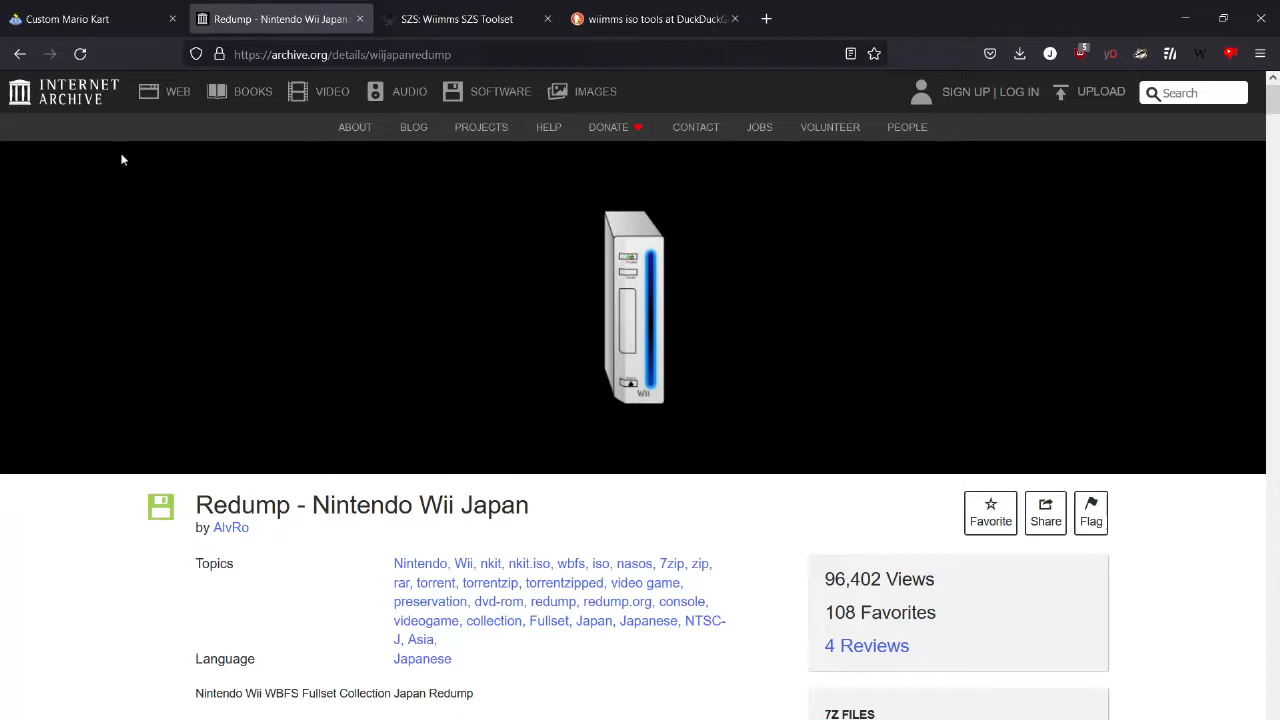 Custom Mario Kart
Redump - Nintendo Wii Japan
SZS: Wiimms SZS Toolset
wiimms iso tools at DuckDuckG
https://archive.org/details/wiijapanredump
5
J
yD
W
INTERNET
ARCHIVE
WEB
BOOKS
VIDEO
AUDIO
SOFTWARE
IMAGES
SIGN UP | LOG IN
UPLOAD
Search
ABOUT
BLOG
PROJECTS
HELP
DONATE
CONTACT
JOBS
VOLUNTEER
PEOPLE
Wii
Redump - Nintendo Wii Japan
by AlvRo
Favorite
Share
Flag
Topics
Nintendo, Wii, nkit, nkit.iso, wbfs, iso, nasos, 7zip, zip,
rar, torrent, torrentzip, torrentzipped, video game,
preservation, dvd-rom, redump, redump.org, console,
videogame, collection, Fullset, Japan, Japanese, NTSC-
J, Asia,
Language
Japanese
Nintendo Wii WBFS Fullset Collection Japan Redump
96,402 Views
108 Favorites
4 Reviews
7Z FILES